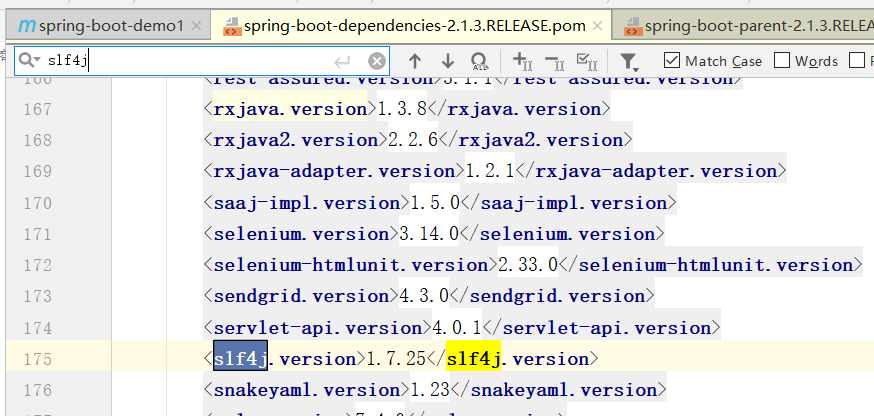 spring-boot-demo1 × spring-boot-dependencies-2.1.3.RELEASE.pom × spring-boot-parent-2.1.3.RELEA
slf4j Match Case Words
166 <rest-assured.version>3.1.1</rest-assured.version>
167 <rxjava.version>1.3.8</rxjava.version>
168 <rxjava2.version>2.2.6</rxjava2.version>
169 <rxjava-adapter.version>1.2.1</rxjava-adapter.version>
170 <saaj-impl.version>1.5.0</saaj-impl.version>
171 <selenium.version>3.14.0</selenium.version>
172 <selenium-htmlunit.version>2.33.0</selenium-htmlunit.version>
173 <sendgrid.version>4.3.0</sendgrid.version>
174 <servlet-api.version>4.0.1</servlet-api.version>
175 <slf4j.version>1.7.25</slf4j.version>
176 <snakeyaml.version>1.23</snakeyaml.version>